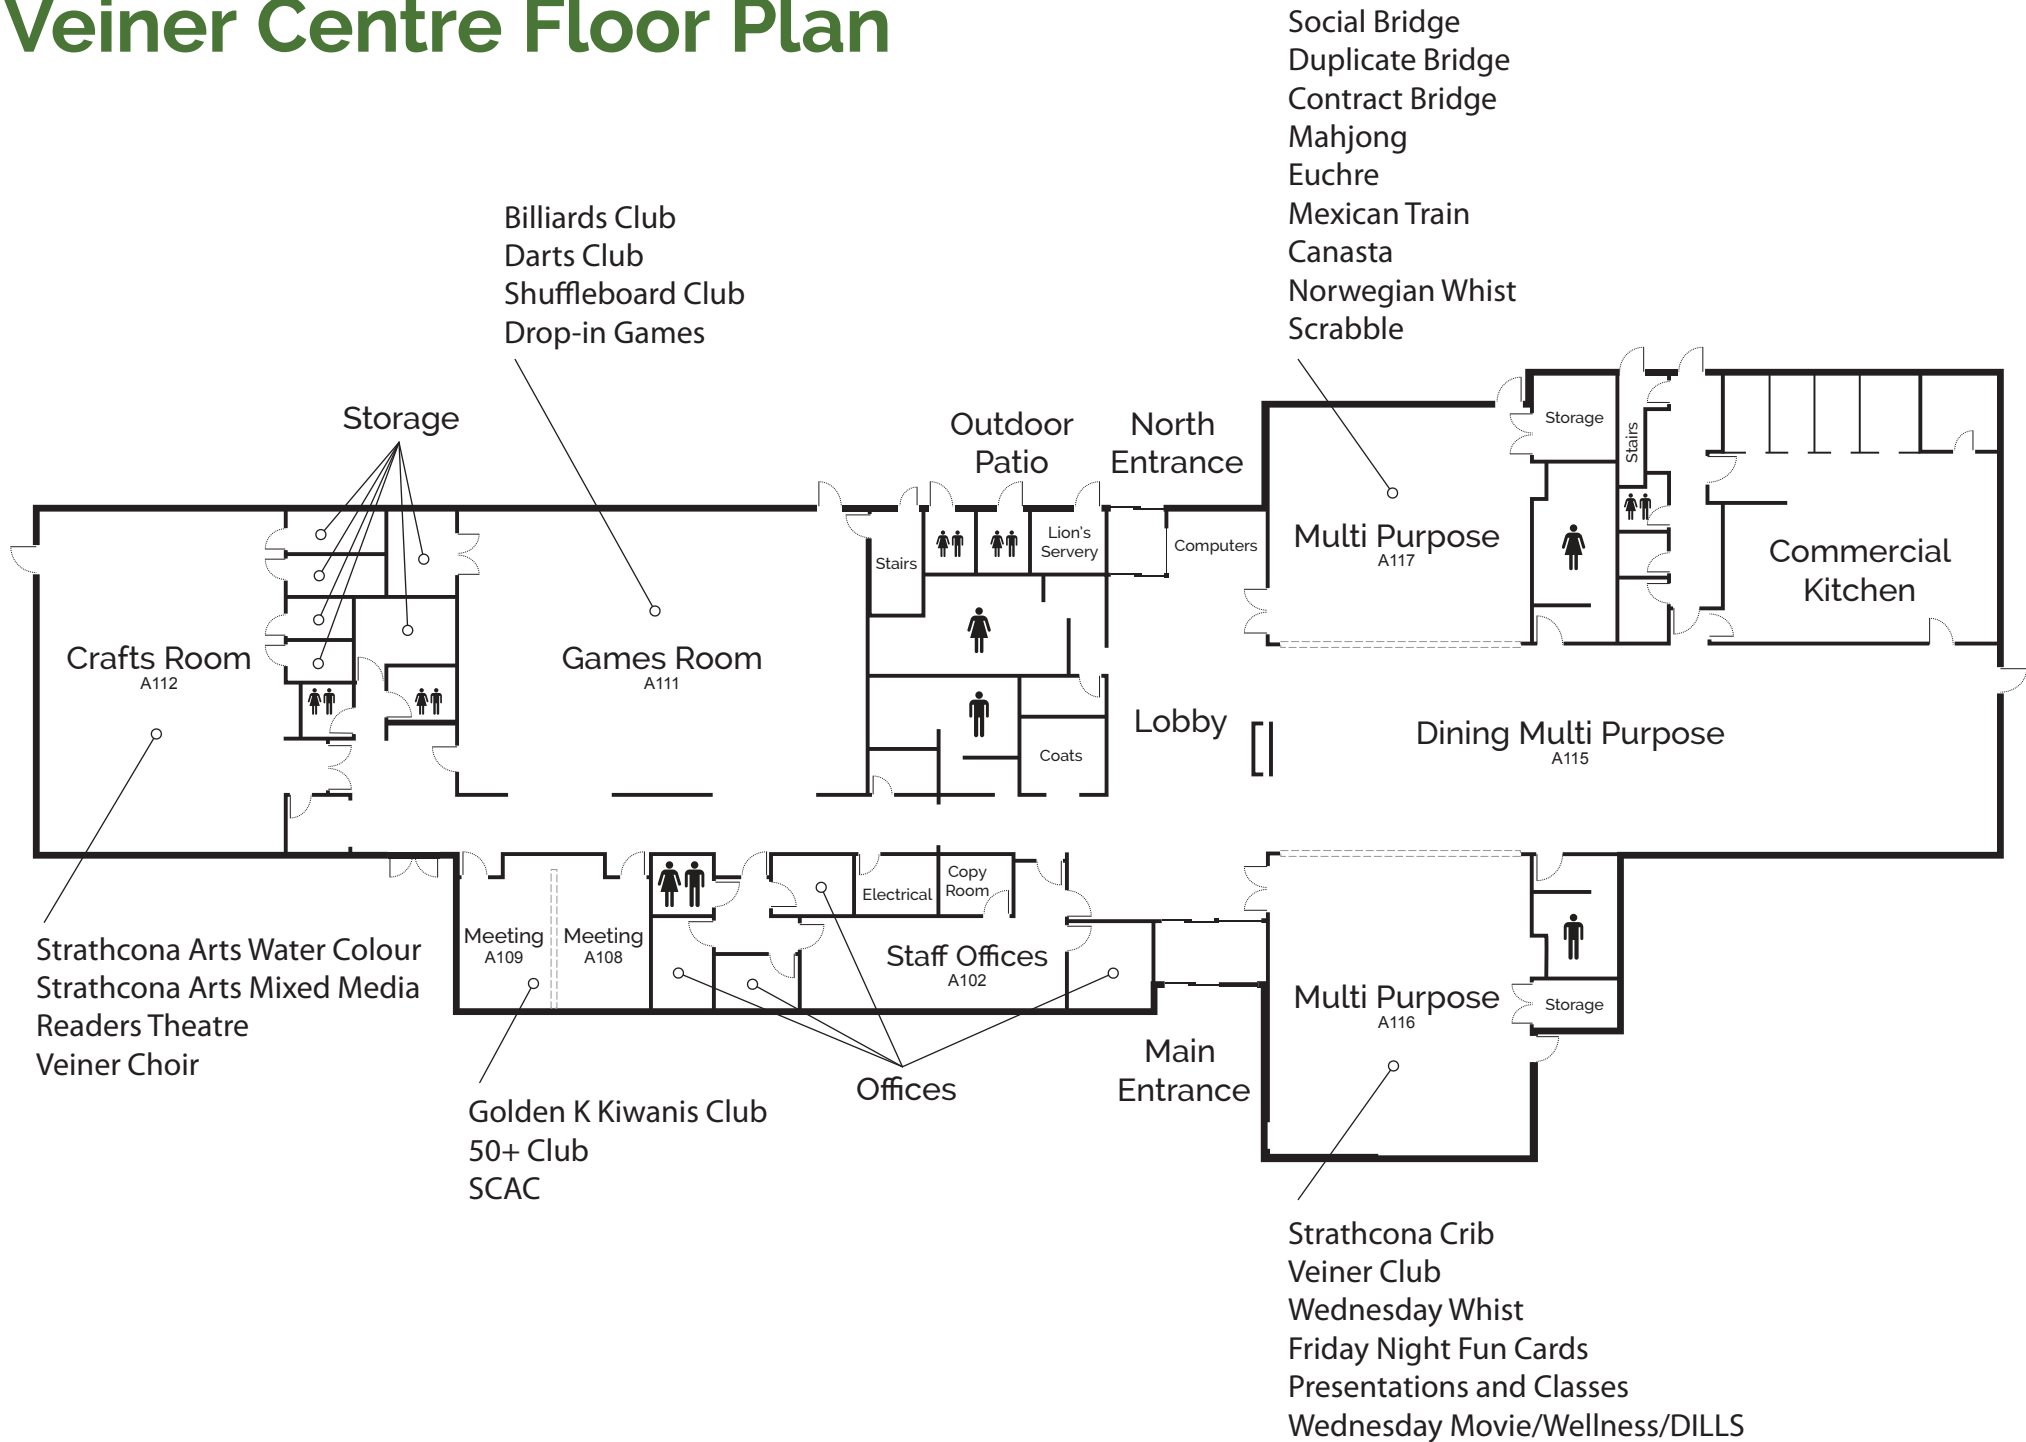 Veiner Centre Floor Plan
Social Bridge
Duplicate Bridge
Contract Bridge
Mahjong
Euchre
Mexican Train
Canasta
Norwegian Whist
Scrabble
Billiards Club
Darts Club
Shuffleboard Club
Drop-in Games
Storage
Outdoor
Patio
North
Entrance
Storage
Stairs
Lion's
Servery
Computers
Stairs
Multi Purpose
A117
Commercial
Kitchen
Crafts Room
A112
Games Room
A111
Lobby
Coats
Dining Multi Purpose
A115
Electrical
Copy
Room
Meeting
A109
Meeting
A108
Staff Offices
A102
Multi Purpose
A116
Storage
Strathcona Arts Water Colour
Strathcona Arts Mixed Media
Readers Theatre
Veiner Choir
Offices
Main
Entrance
Golden K Kiwanis Club
50+ Club
SCAC
Strathcona Crib
Veiner Club
Wednesday Whist
Friday Night Fun Cards
Presentations and Classes
Wednesday Movie/Wellness/DILLS